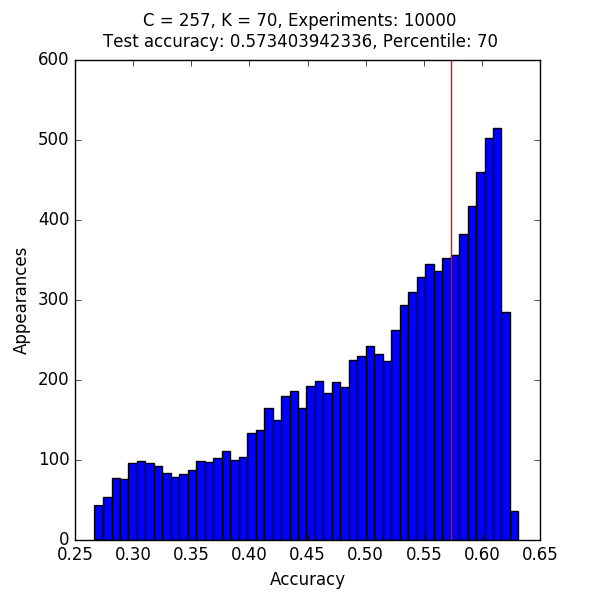 C = 257, K = 70, Experiments: 10000
Test accuracy: 0.573403942336, Percentile: 70
600
500
400
300
200
100
0
Appearances
0.25 0.30 0.35 0.40 0.45 0.50 0.55 0.60 0.65
Accuracy